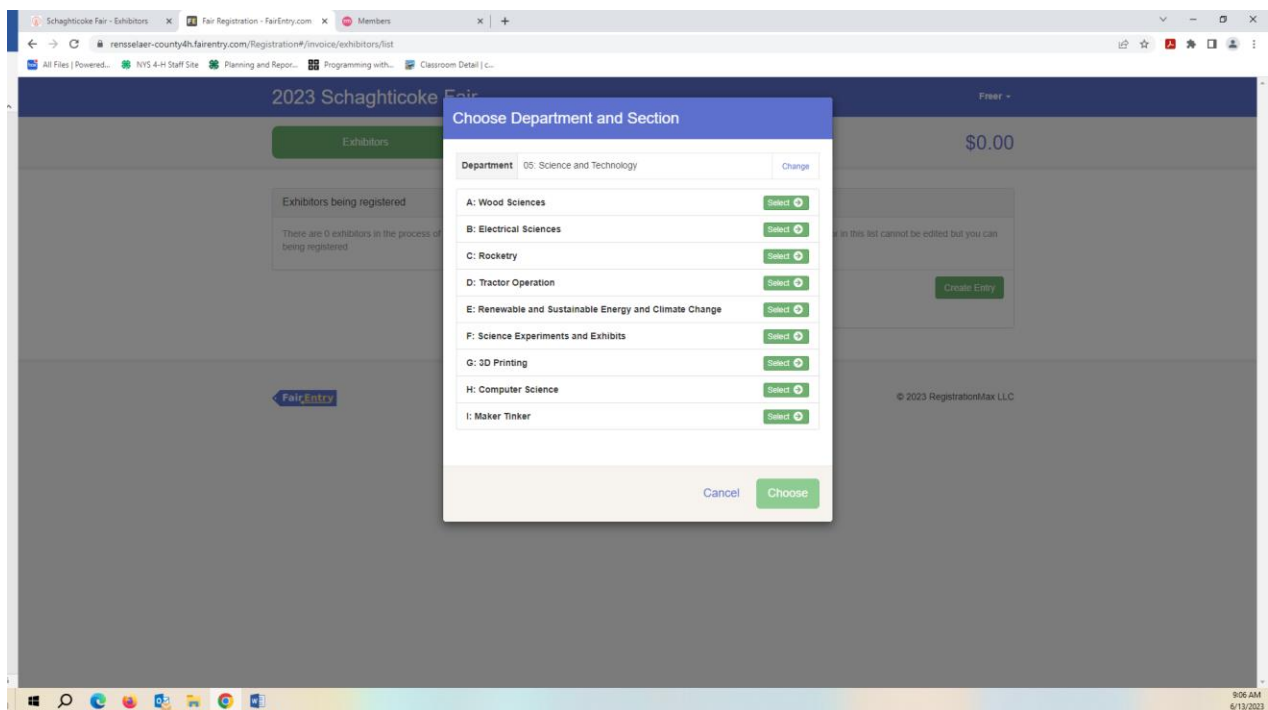 Schaghticoke Fair - Exhibitors
Fair Registration - FairEntry.com
Members
rensselaer-county4h.fairentry.com/Registration#/invoice/exhibitors/list
All Files | Powered...
NYS 4-H Staff Site
Planning and Repor...
Programming with...
Classroom Detail | c...
2023 Schaghticoke Fair
Freer
Exhibitors
$0.00
Choose Department and Section
Department 05: Science and Technology Change
A: Wood Sciences Select
B: Electrical Sciences Select
C: Rocketry Select
D: Tractor Operation Select
E: Renewable and Sustainable Energy and Climate Change Select
F: Science Experiments and Exhibits Select
G: 3D Printing Select
H: Computer Science Select
I: Maker Tinker Select
Cancel Choose
Exhibitors being registered
There are 0 exhibitors in the process of
being registered
in this list cannot be edited but you can
Create Entry
FairEntry
© 2023 RegistrationMax LLC
9:06 AM
6/13/2023